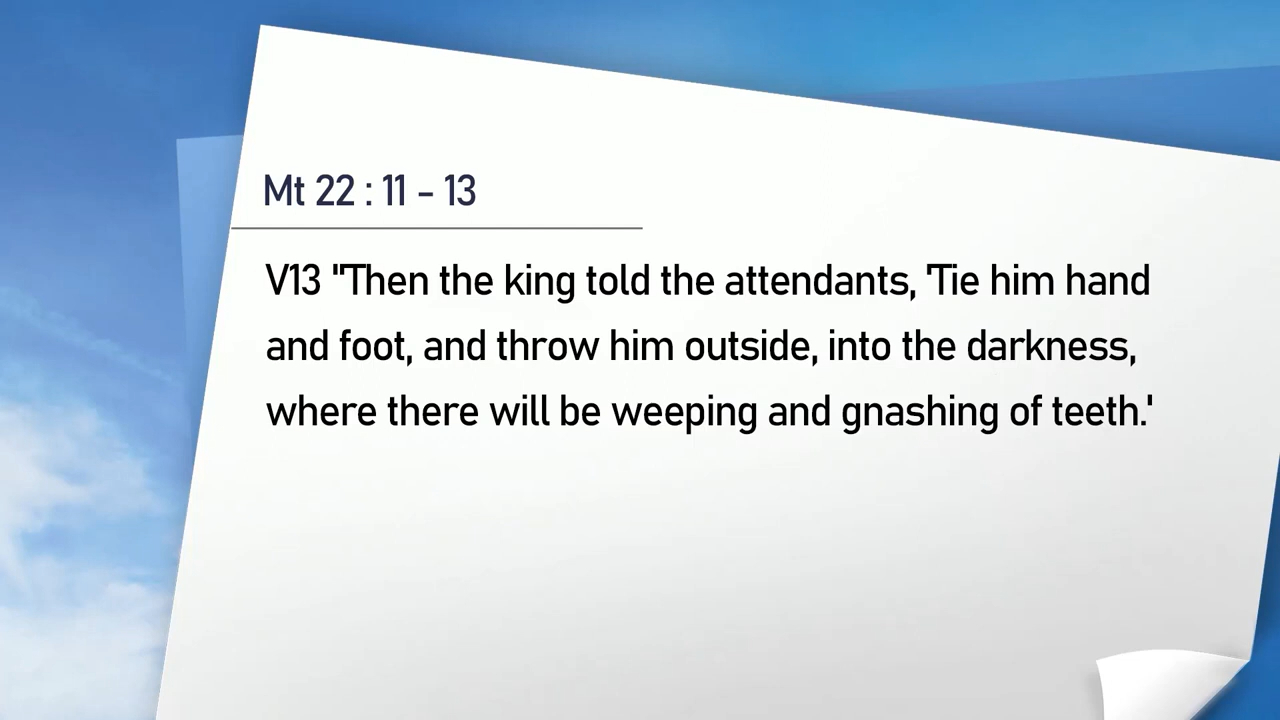 Mt 22 : 11 - 13
V13 "Then the king told the attendants, 'Tie him hand
and foot, and throw him outside, into the darkness,
where there will be weeping and gnashing of teeth.'